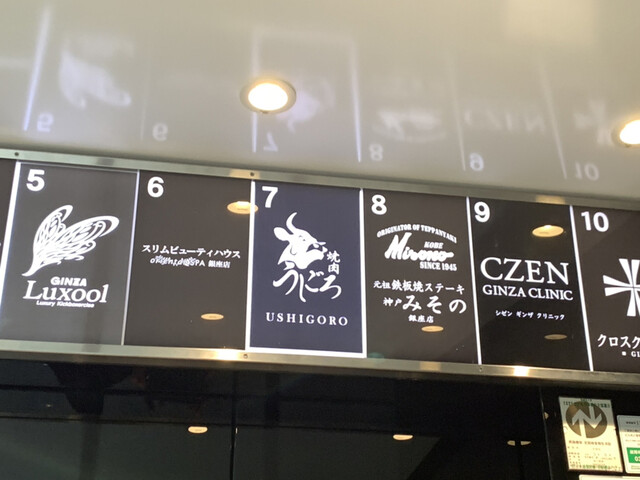 5
GINZA
Luxool
6
スリムビューティハウス
銀座店
7
焼肉
うしごろ
USHIGORO
8
ORIGINATOR OF TEPPANYAKI
Misono
KOBE
SINCE 1945
元祖 鉄板焼ステーキ
神戸 みその
銀座店
9
CZEN
GINZA CLINIC
シゼン ギンザ クリニック
10
クロスク